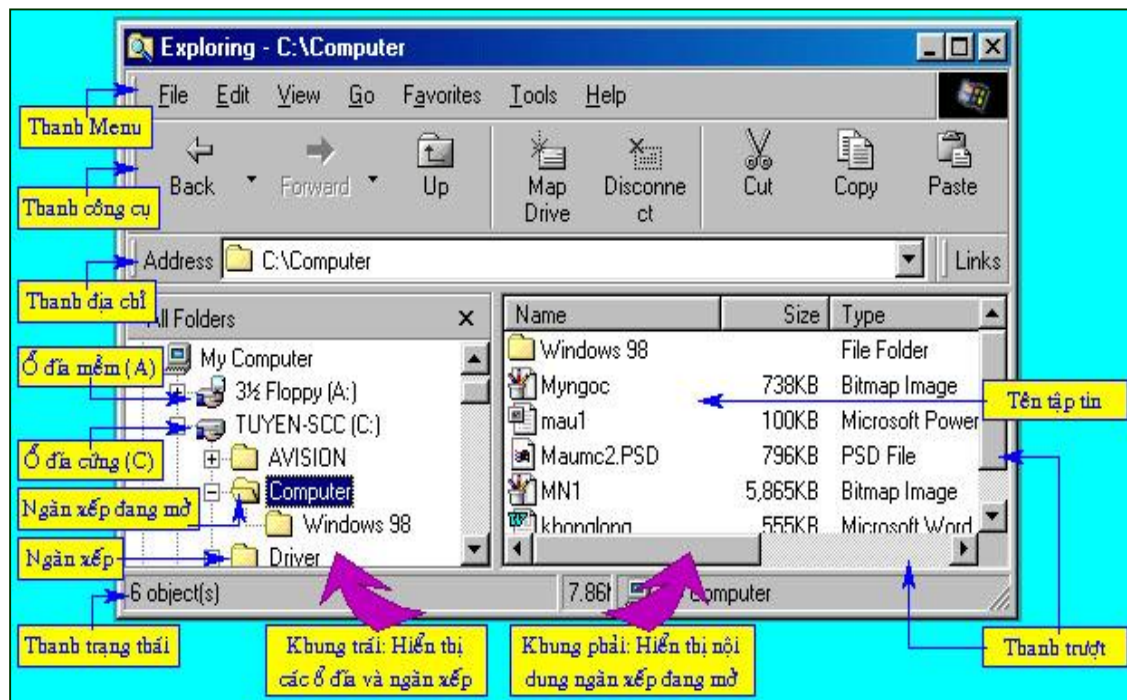 Exploring - C:\Computer
File Edit View Go Favorites Tools Help
Thanh Menu
Back Forward Up Map Drive Disconne ct Cut Copy Paste
Thanh công cụ
Address C:\Computer Links
Thanh địa chỉ
All Folders
Name Size Type
My Computer
Windows 98 File Folder
Ổ đĩa mềm (A)
3½ Floppy (A:)
Myngoc 738KB Bitmap Image
Tên tập tin
TUYEN-SCC (C:)
mau1 100KB Microsoft Power
Ổ đĩa cứng (C)
AVISION
Maumc2.PSD 796KB PSD File
Ngăn xếp đang mở
Computer
MN1 5,865KB Bitmap Image
Windows 98
khonglong 555KB Microsoft Word
Ngăn xếp
Driver
6 object(s) 7.86 Computer
Thanh trạng thái
Khung trái: Hiển thị
các ổ đĩa và ngăn xếp
Khung phải: Hiển thị nội
dung ngăn xếp đang mở
Thanh trượt